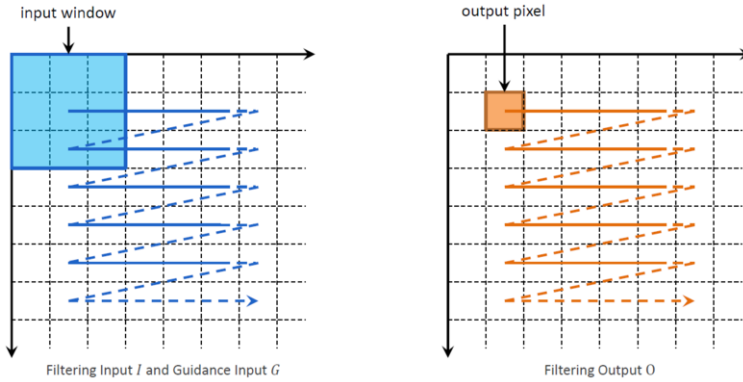 input window
output pixel
Filtering Input I and Guidance Input G
Filtering Output O